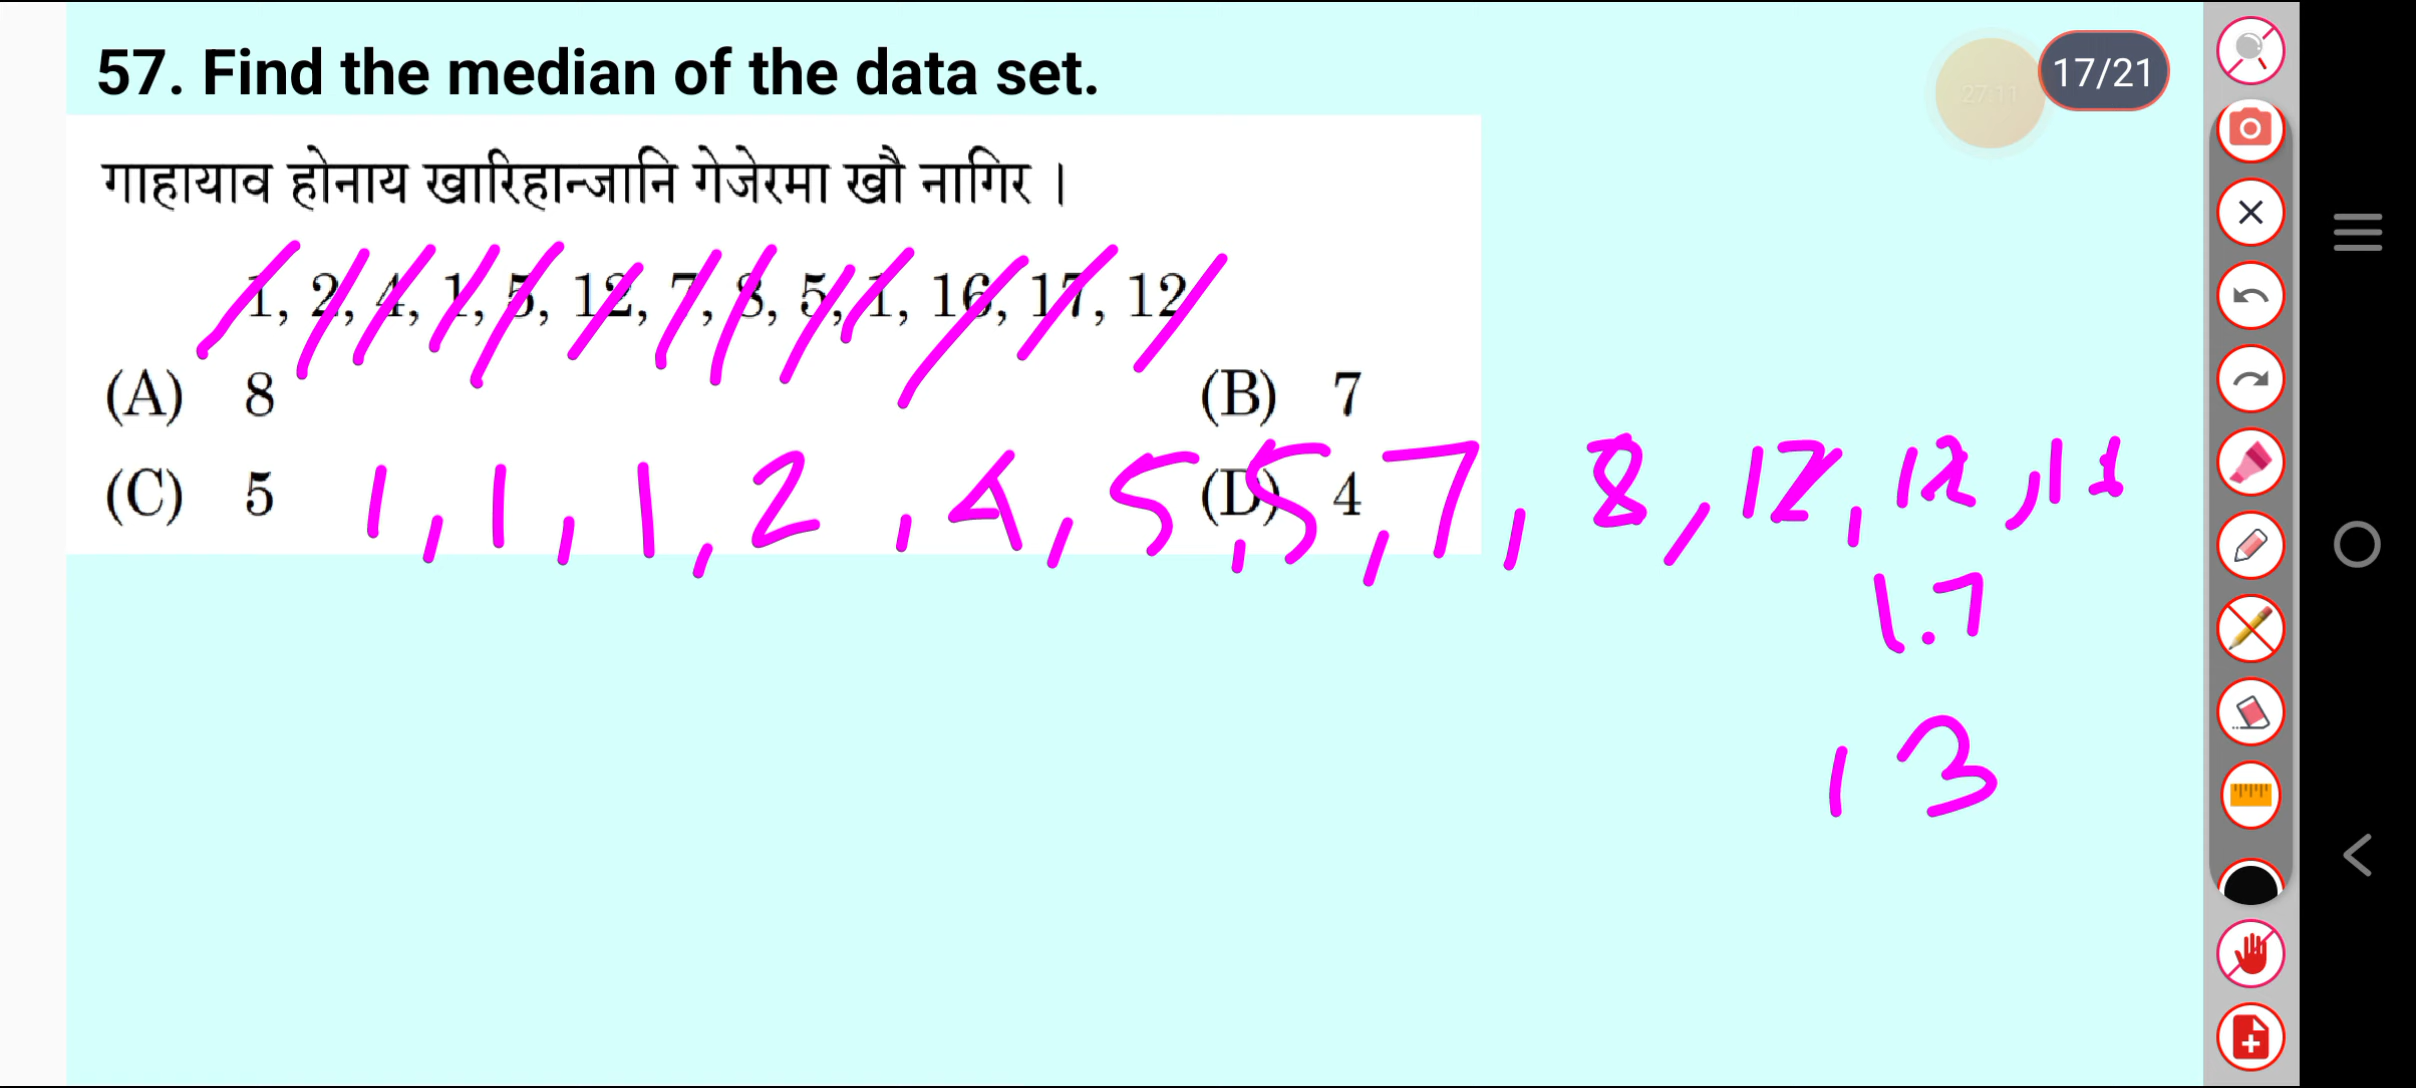 57. Find the median of the data set.
27:11
17/21
गाहायाव होनाय खारिहान्जानि गेजेरमा खौ नागिर ।
1, 2, 4, 1, 5, 12, 7, 8, 5, 1, 16, 17, 12
(A) 8 (B) 7
(C) 5 (D) 4
1, 1, 1, 2, 4, 5, 5, 7, 8, 12, 12,
13